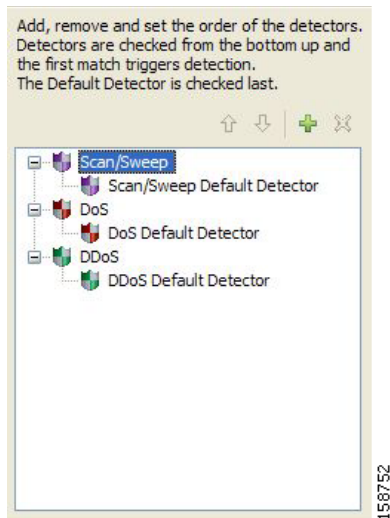 Add, remove and set the order of the detectors.
Detectors are checked from the bottom up and
the first match triggers detection.
The Default Detector is checked last.
Scan/Sweep
Scan/Sweep Default Detector
DoS
DoS Default Detector
DDoS
DDoS Default Detector
158752